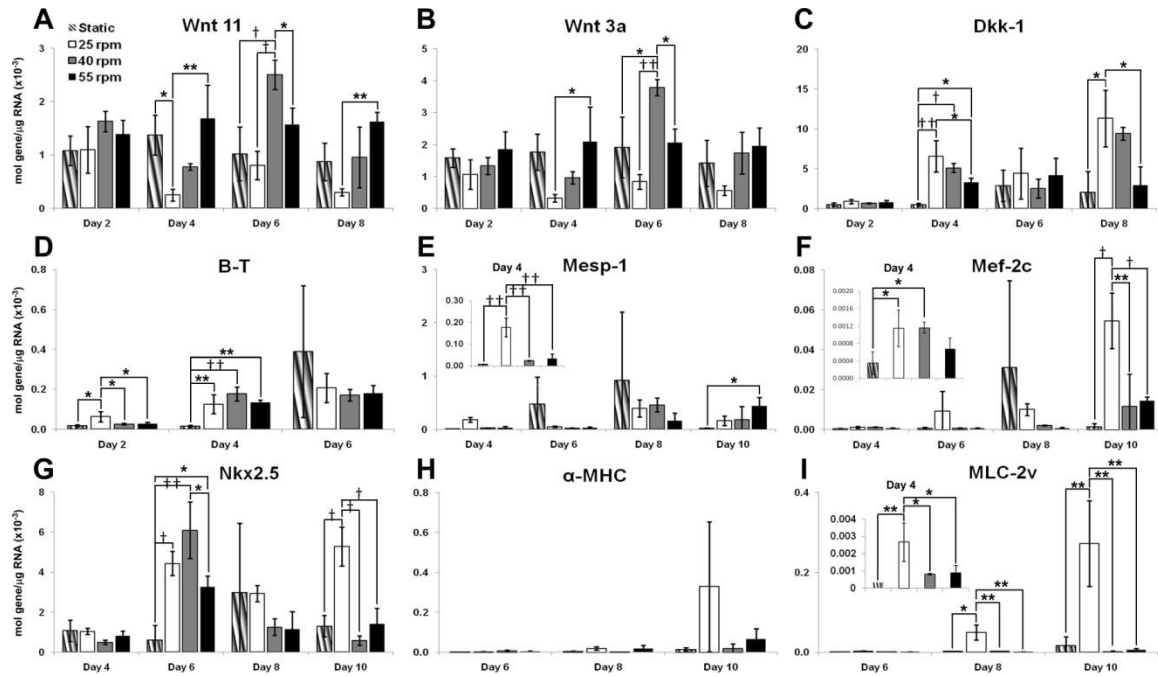 A Wnt 11
Static
25 rpm
40 rpm
55 rpm
mol gene/µg RNA (x10⁻³)
3
2
1
0
† † *
* **
**
Day 2 Day 4 Day 6 Day 8
B Wnt 3a
5
4
3
2
1
0
*
* *
††
Day 2 Day 4 Day 6 Day 8
C Dkk-1
25
20
15
10
5
0
*
†
†† *
* *
Day 2 Day 4 Day 6 Day 8
D B-T
mol gene/µg RNA (x10⁻³)
0.8
0.6
0.4
0.2
0.0
* * *
** †† **
Day 2 Day 4 Day 6
E Mesp-1
3
2
1
0
Day 4
0.30
0.20
0.10
0.00
†† †† ††
*
Day 4 Day 6 Day 8 Day 10
F Mef-2c
0.08
0.06
0.04
0.02
0.00
Day 4
0.0020
0.0016
0.0012
0.0008
0.0004
0.0000
* *
† †
**
Day 4 Day 6 Day 8 Day 10
G Nkx2.5
mol gene/µg RNA (x10⁻³)
8
6
4
2
0
*
††
† *
† † †
Day 4 Day 6 Day 8 Day 10
H α-MHC
0.8
0.6
0.4
0.2
0.0
Day 6 Day 8 Day 10
I MLC-2v
0.4
0.2
0.0
Day 4
0.004
0.003
0.002
0.001
0
** * *
* ** **
** ** **
Day 6 Day 8 Day 10